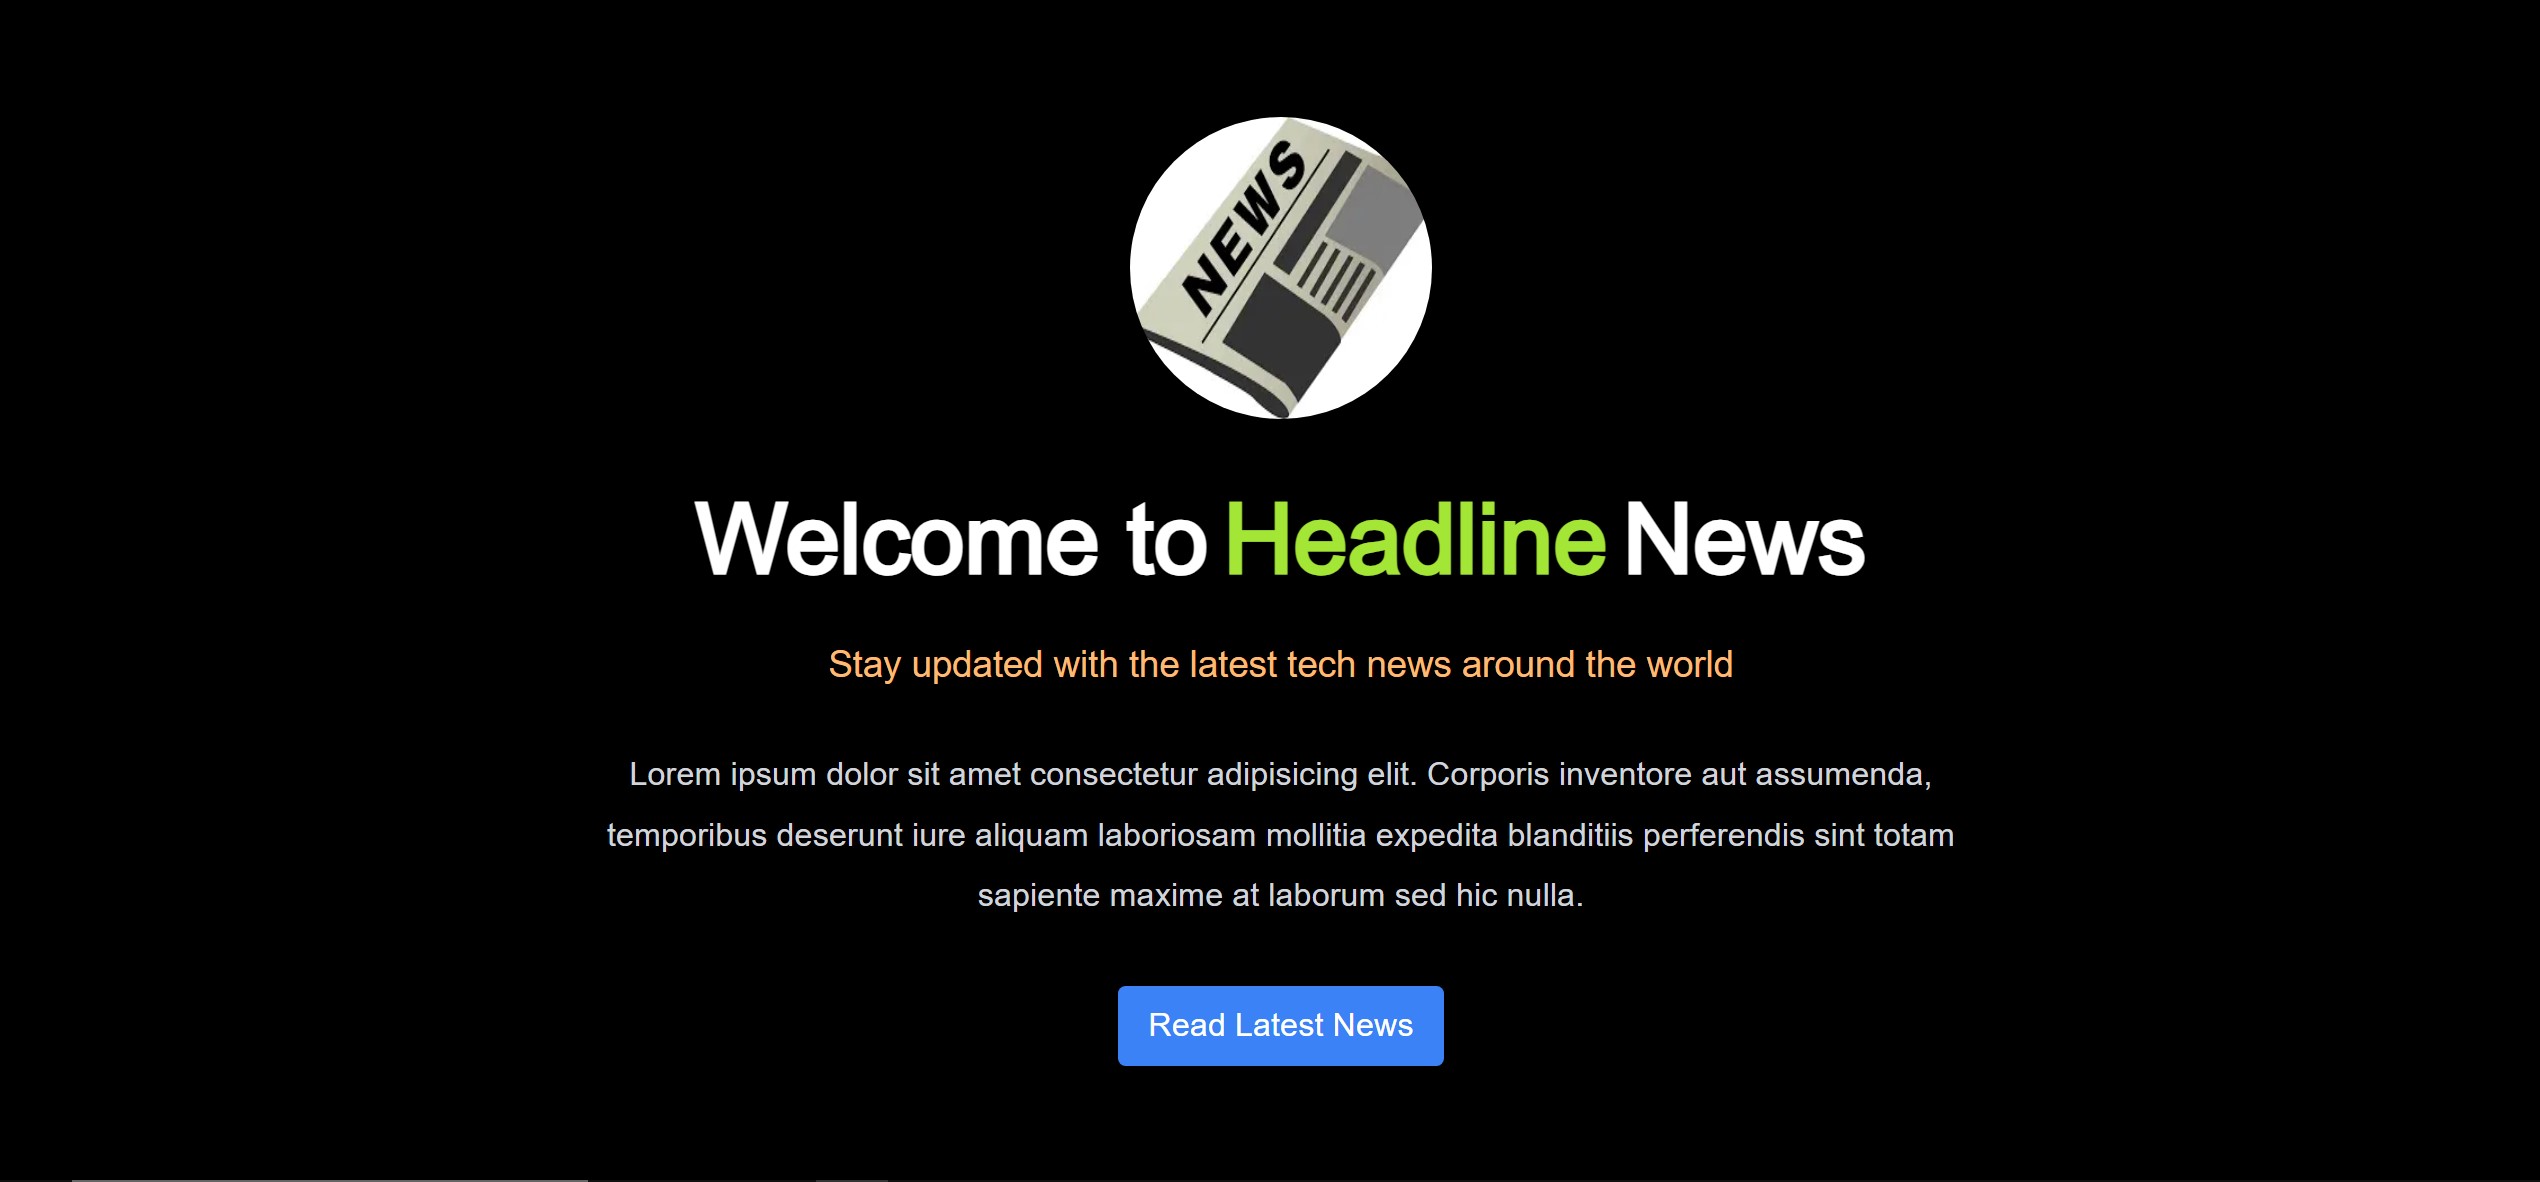 NEWS
Welcome to Headline News
Stay updated with the latest tech news around the world
Lorem ipsum dolor sit amet consectetur adipisicing elit. Corporis inventore aut assumenda,
temporibus deserunt iure aliquam laboriosam mollitia expedita blanditiis perferendis sint totam
sapiente maxime at laborum sed hic nulla.
Read Latest News